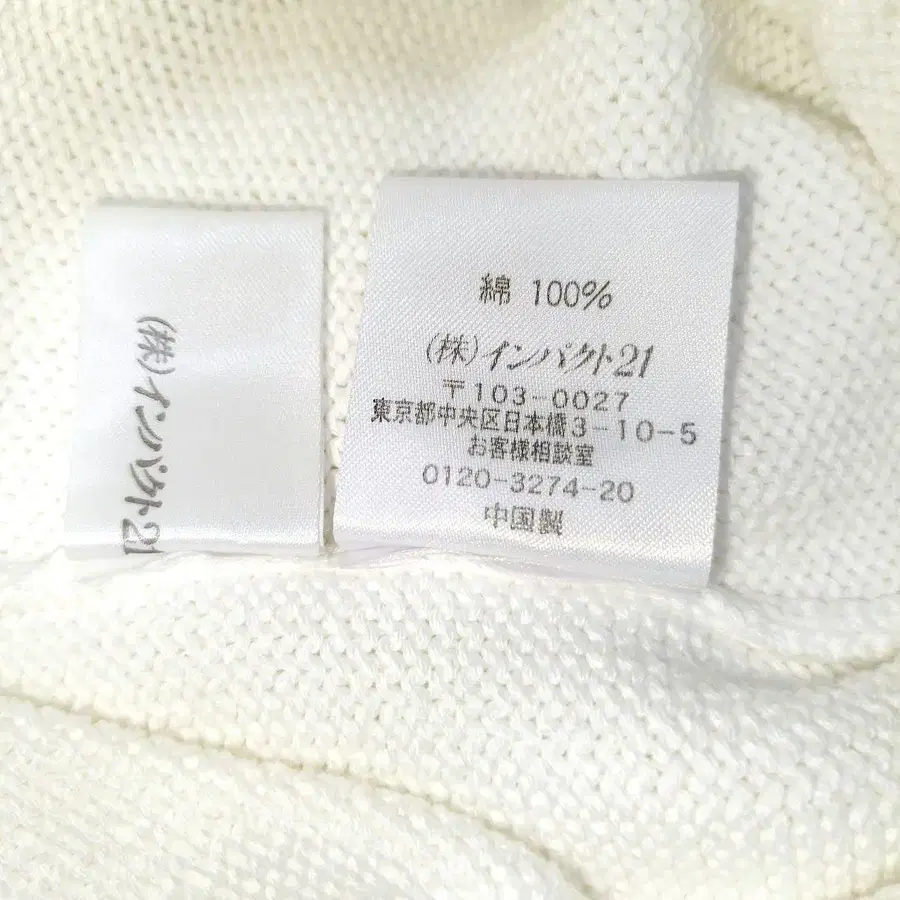 (株)インパクト21
綿 100%
(株)インパクト21
〒103-0027
東京都中央区日本橋3-10-5
お客様相談室
0120-3274-20
中国製